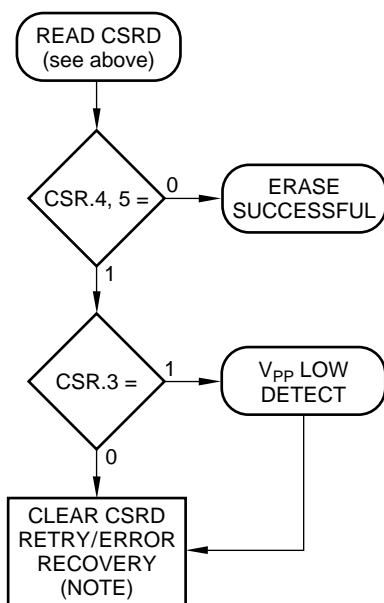 READ CSRD
(see above)
CSR.4, 5 =
0
ERASE
SUCCESSFUL
1
CSR.3 =
1
VPP LOW
DETECT
0
CLEAR CSRD
RETRY/ERROR
RECOVERY
(NOTE)